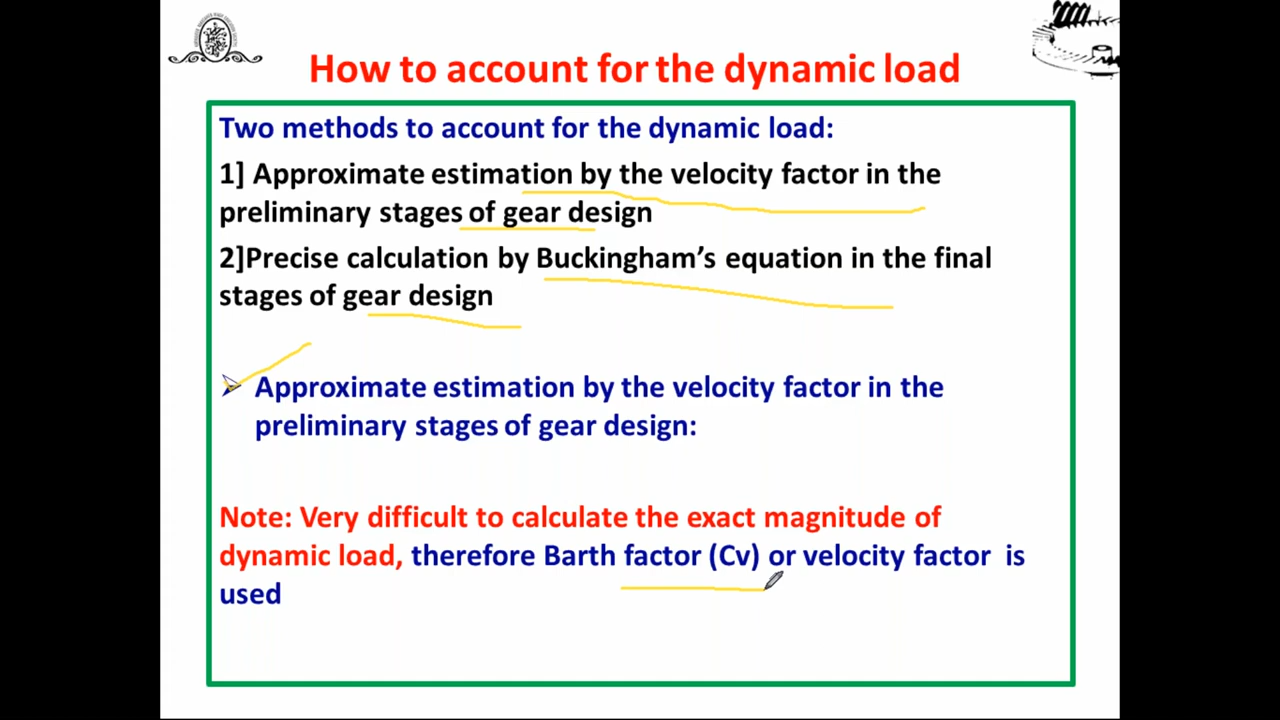 How to account for the dynamic load
Two methods to account for the dynamic load:
1] Approximate estimation by the velocity factor in the
preliminary stages of gear design
2]Precise calculation by Buckingham’s equation in the final
stages of gear design
Approximate estimation by the velocity factor in the
preliminary stages of gear design:
Note: Very difficult to calculate the exact magnitude of
dynamic load, therefore Barth factor (Cv) or velocity factor is
used